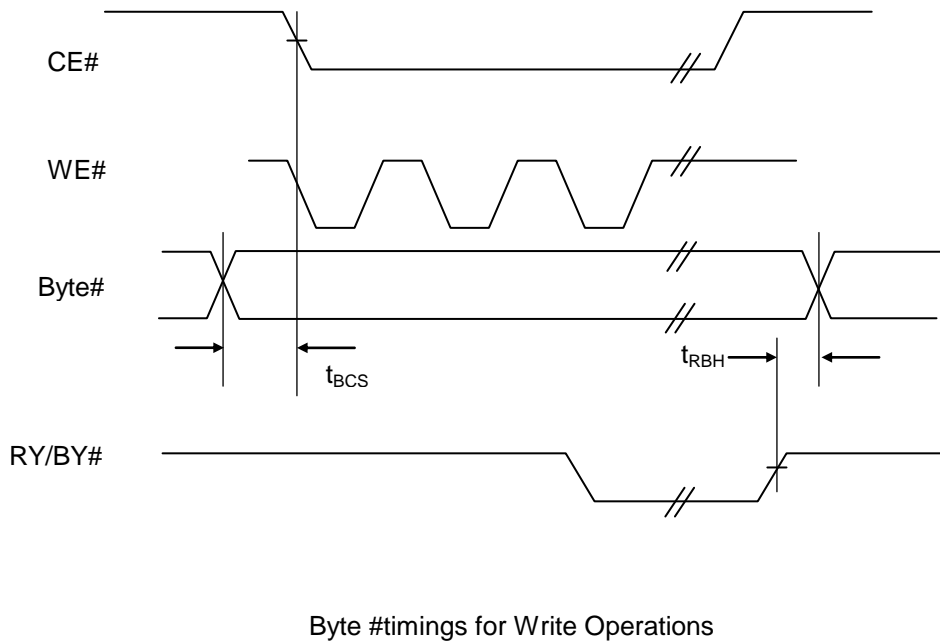 CE#
WE#
Byte#
tBCS
tRBH
RY/BY#
Byte #timings for Write Operations